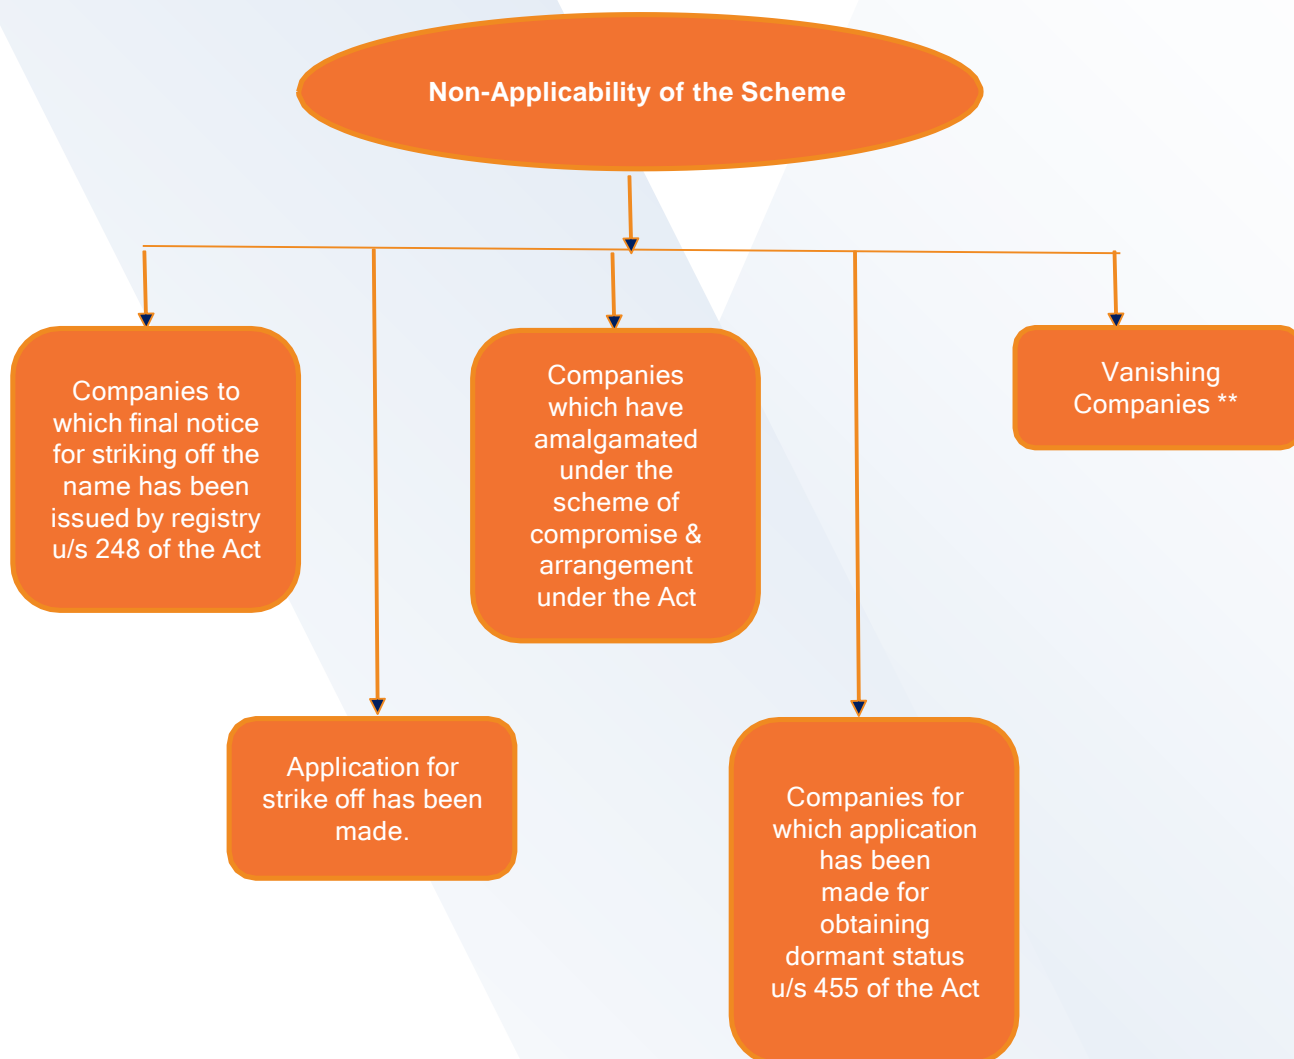 Non-Applicability of the Scheme
Companies to
which final notice
for striking off the
name has been
issued by registry
u/s 248 of the Act
Application for
strike off has been
made.
Companies
which have
amalgamated
under the
scheme of
compromise &
arrangement
under the Act
Companies for
which application
has been
made for
obtaining
dormant status
u/s 455 of the Act
Vanishing
Companies **